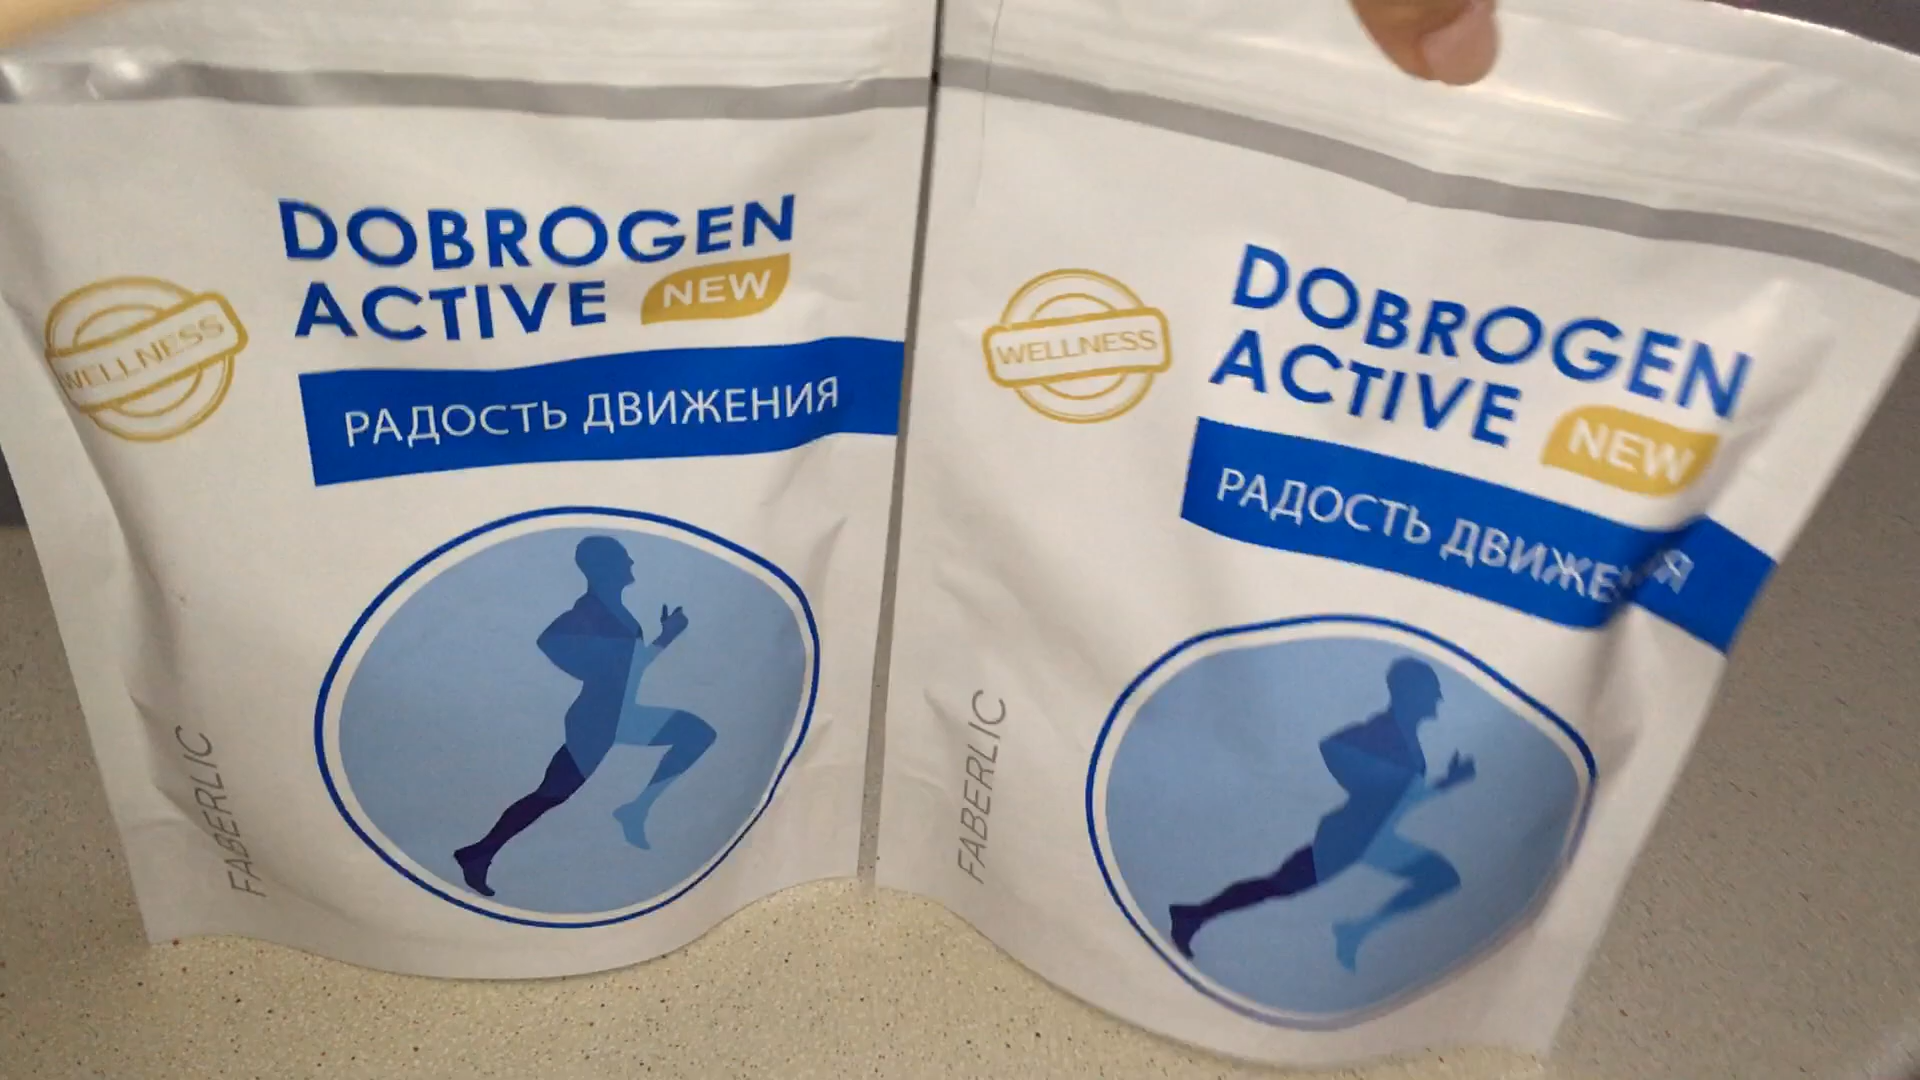 DOBROGEN
ACTIVE NEW
WELLNESS
РАДОСТЬ ДВИЖЕНИЯ
FABERLIC
DOBROGEN
ACTIVE NEW
WELLNESS
РАДОСТЬ
FABERLIC